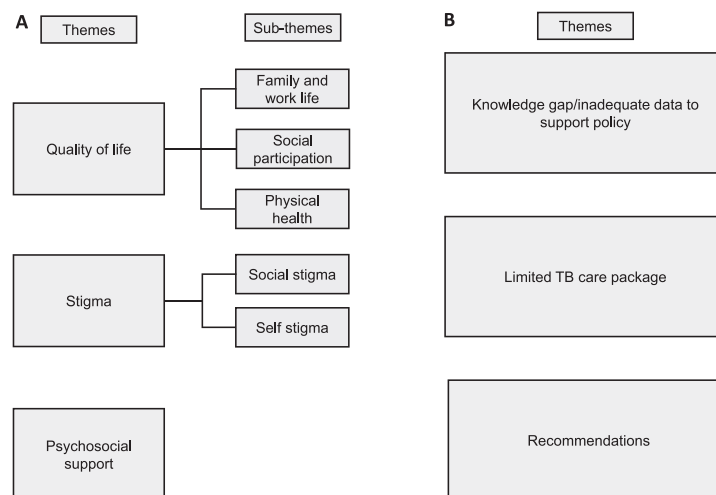 A
Themes
Sub-themes
Quality of life
Family and
work life
Social
participation
Physical
health
Stigma
Social stigma
Self stigma
Psychosocial
support
B
Themes
Knowledge gap/inadequate data to
support policy
Limited TB care package
Recommendations